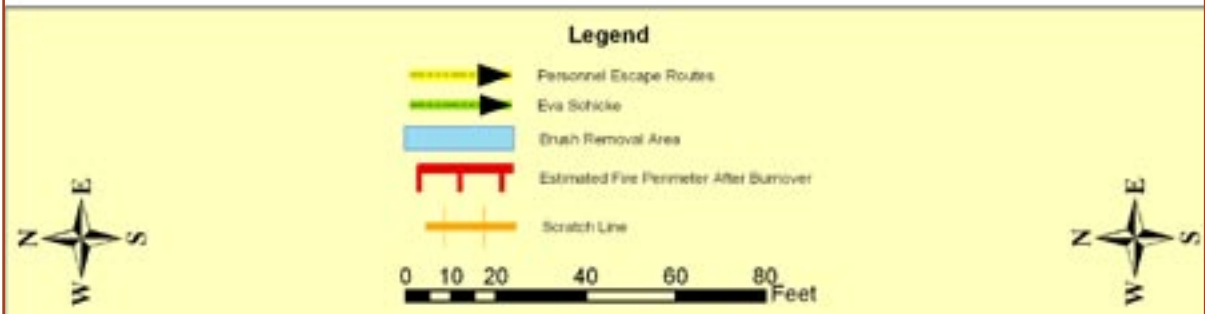 Legend
Personnel Escape Routes
Eva Schicke
Brush Removal Area
Estimated Fire Perimeter After Burnover
Scratch Line
N E S W
0 10 20 40 60 80 Feet
N E S W